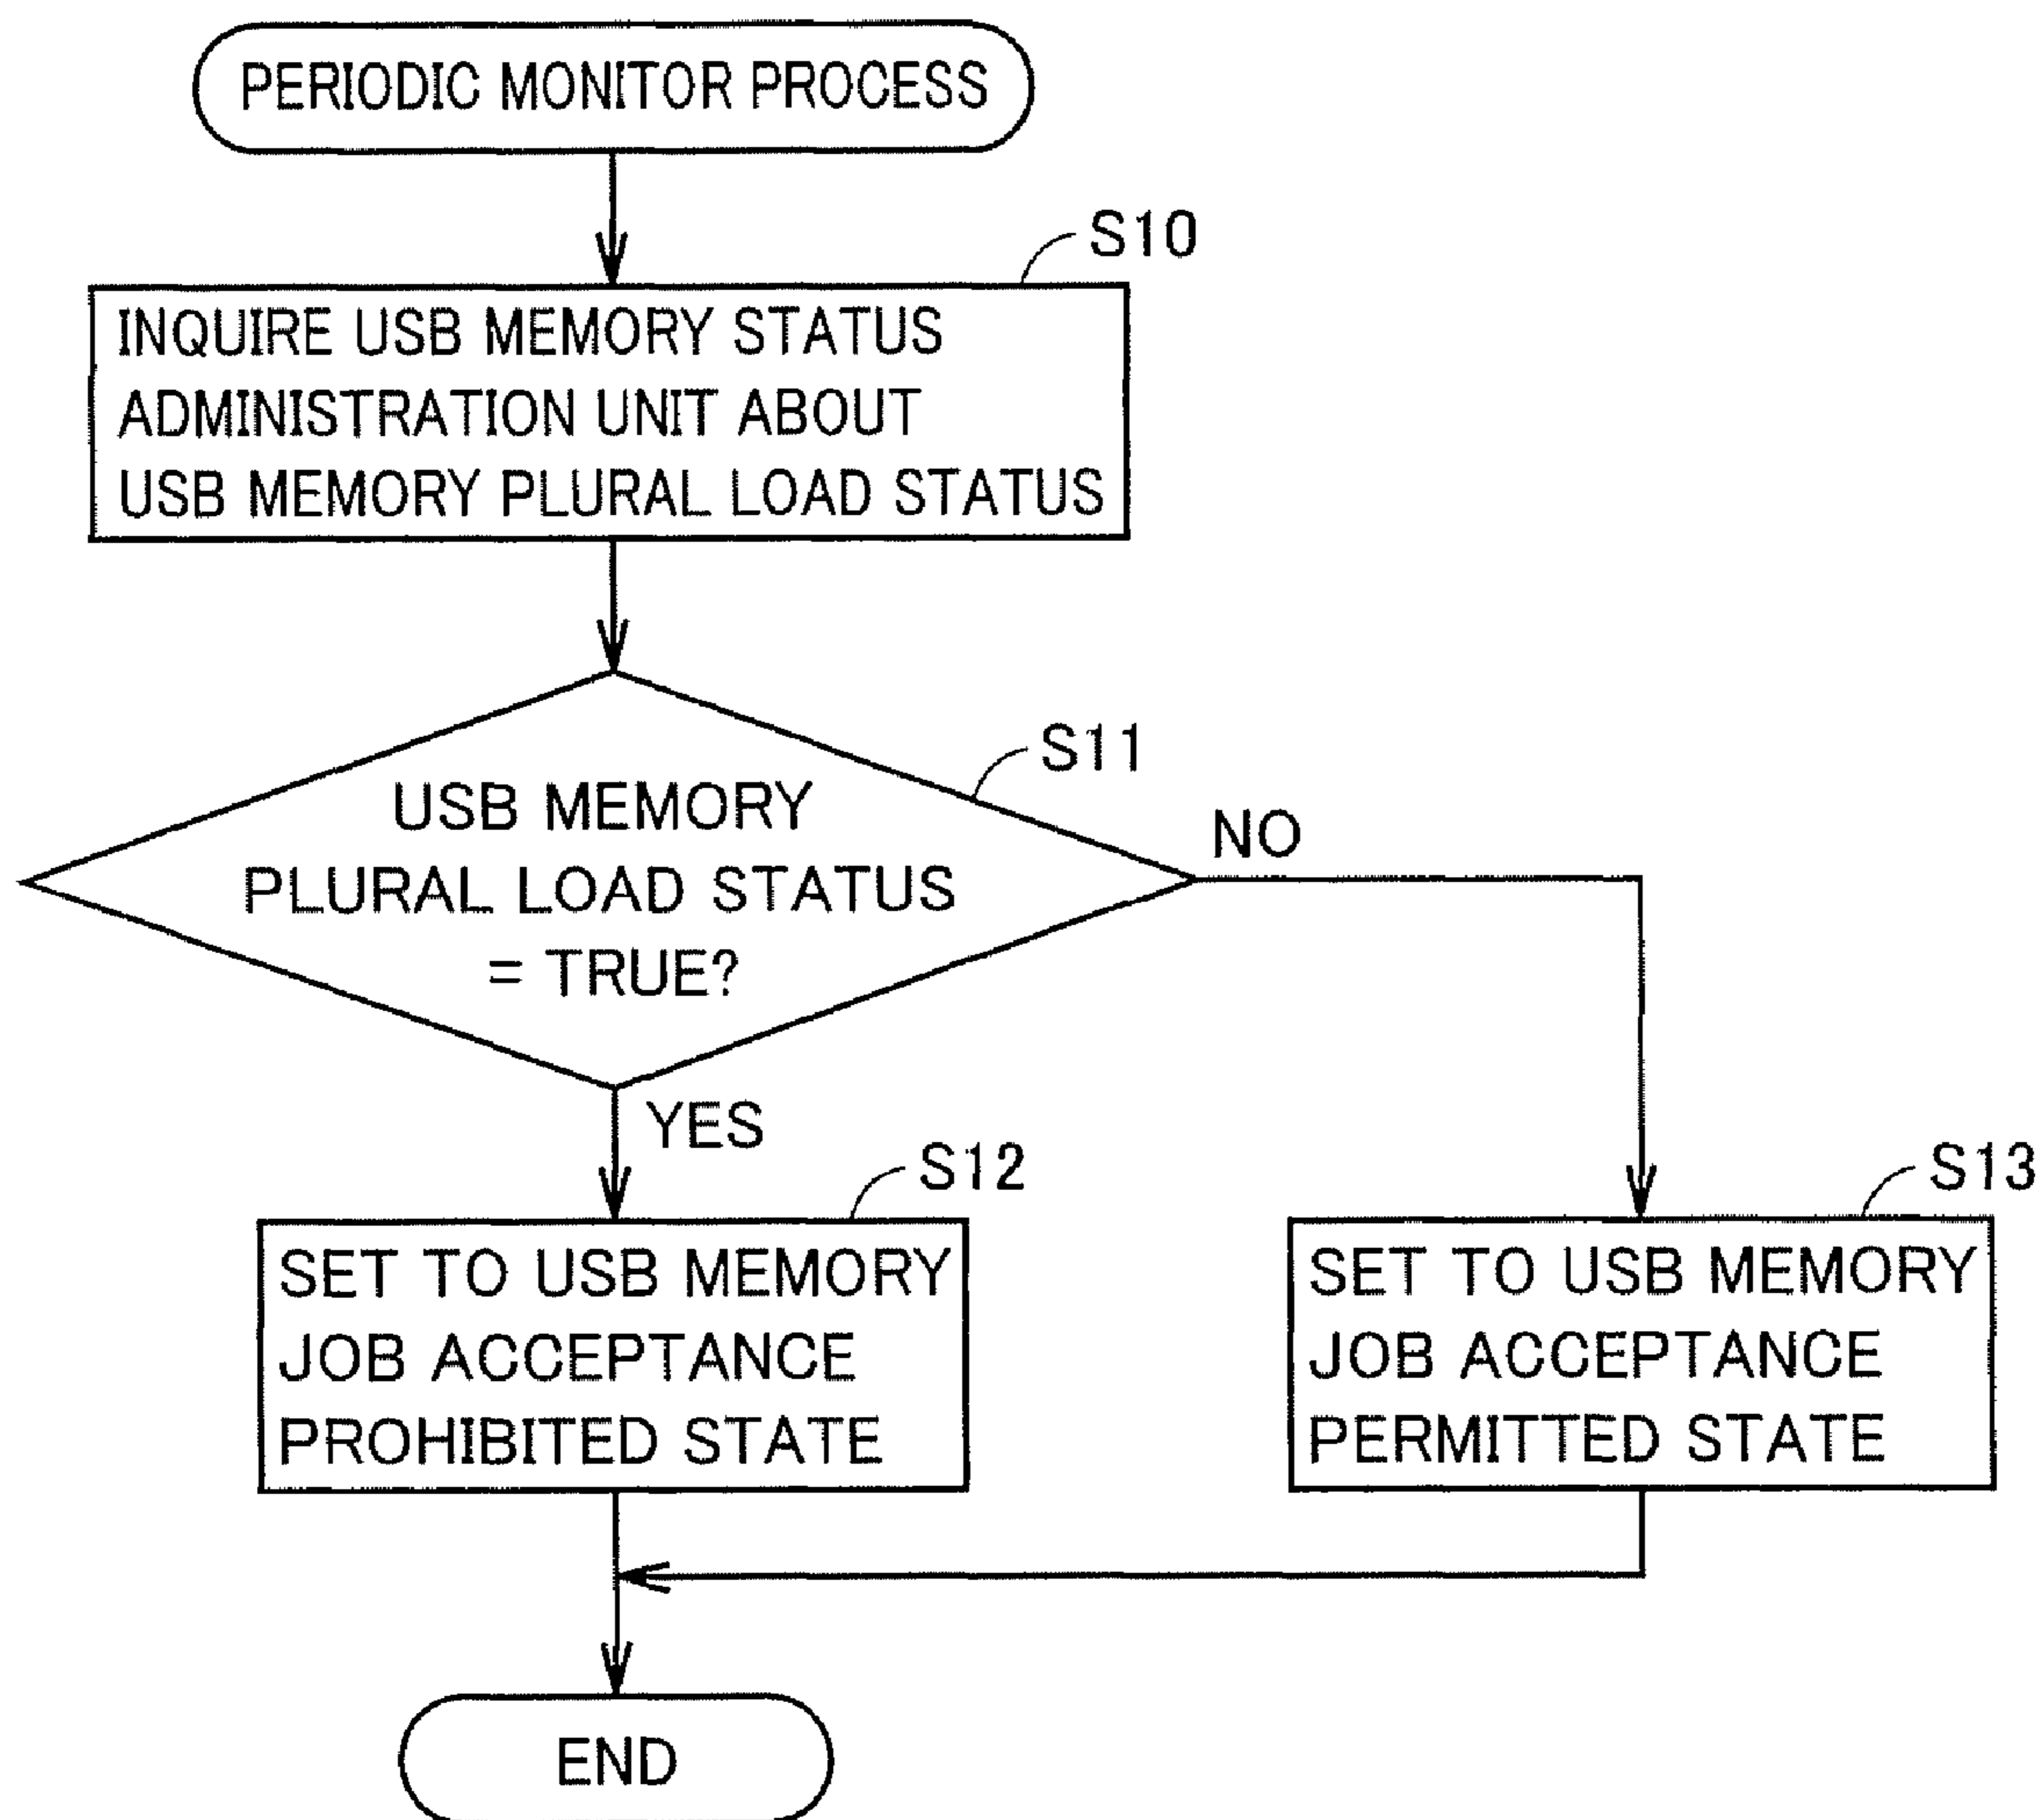 PERIODIC MONITOR PROCESS
S10
INQUIRE USB MEMORY STATUS
ADMINISTRATION UNIT ABOUT
USB MEMORY PLURAL LOAD STATUS
S11
USB MEMORY
PLURAL LOAD STATUS
= TRUE?
NO
YES
S12
SET TO USB MEMORY
JOB ACCEPTANCE
PROHIBITED STATE
S13
SET TO USB MEMORY
JOB ACCEPTANCE
PERMITTED STATE
END